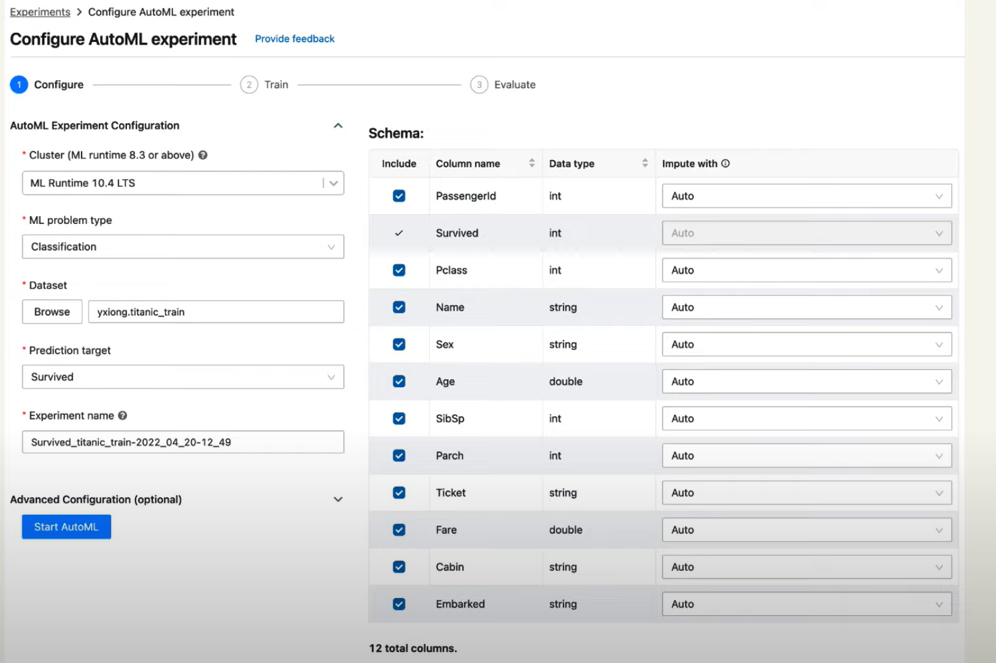 Experiments > Configure AutoML experiment
Configure AutoML experiment Provide feedback
1 Configure 2 Train 3 Evaluate
AutoML Experiment Configuration
* Cluster (ML runtime 8.3 or above)
ML Runtime 10.4 LTS
* ML problem type
Classification
* Dataset
Browse yxiong.titanic_train
* Prediction target
Survived
* Experiment name
Survived_titanic_train-2022_04_20-12_49
Advanced Configuration (optional)
Start AutoML
Schema:
Include Column name Data type Impute with
PassengerId int Auto
Survived int Auto
Pclass int Auto
Name string Auto
Sex string Auto
Age double Auto
SibSp int Auto
Parch int Auto
Ticket string Auto
Fare double Auto
Cabin string Auto
Embarked string Auto
12 total columns.